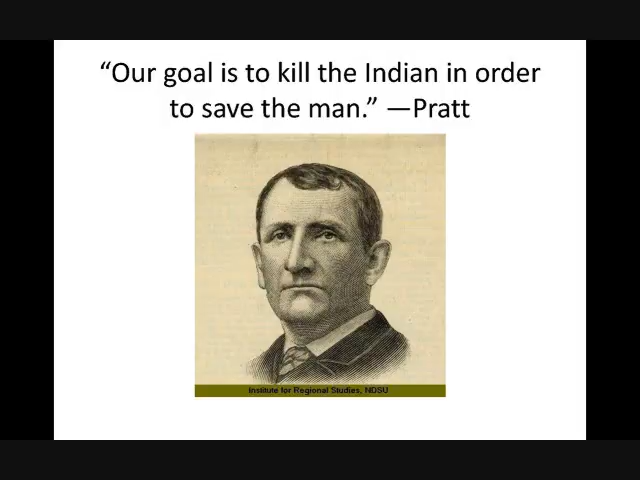 “Our goal is to kill the Indian in order
to save the man.” —Pratt
Institute for Regional Studies, NDSU